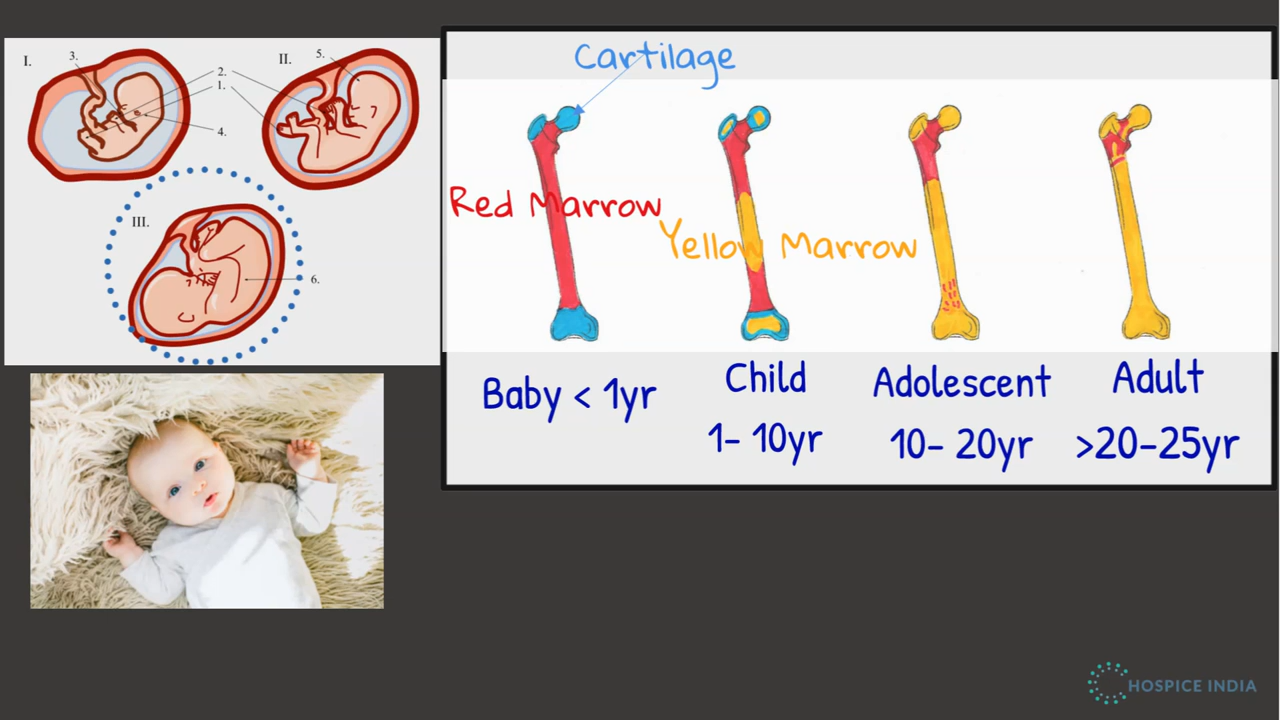 I.
3.
2.
1.
4.
II.
5.
III.
6.
Cartilage
Red Marrow
Yellow Marrow
Baby < 1yr
Child
1- 10yr
Adolescent
10- 20yr
Adult
>20-25yr
HOSPICE INDIA